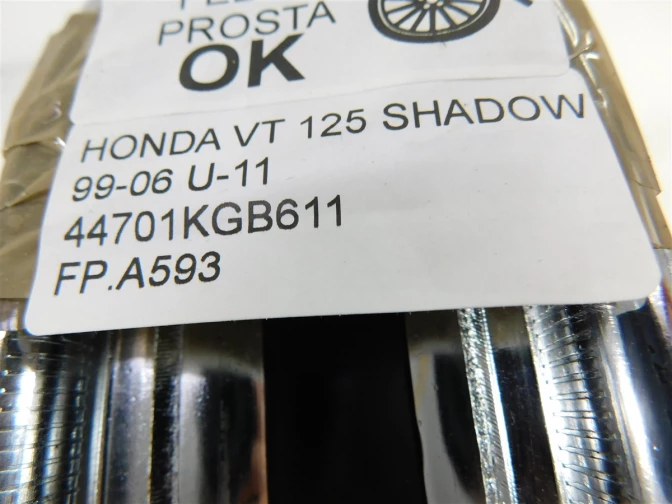 PROSTA
OK
HONDA VT 125 SHADOW
99-06 U-11
44701KGB611
FP.A593